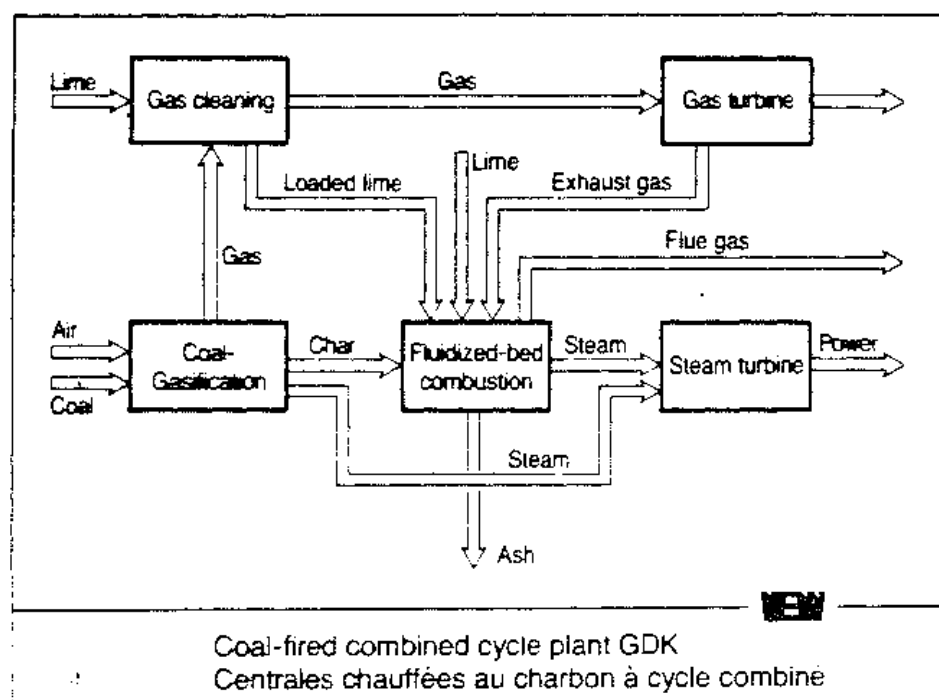 Lime
Gas cleaning
Gas
Gas turbine
Loaded lime
Lime
Exhaust gas
Flue gas
Gas
Air
Coal
Coal-
Gasification
Char
Fluidized-bed
combustion
Steam
Steam turbine
Power
Steam
Ash
VEW
Coal-fired combined cycle plant GDK
Centrales chauffées au charbon à cycle combiné